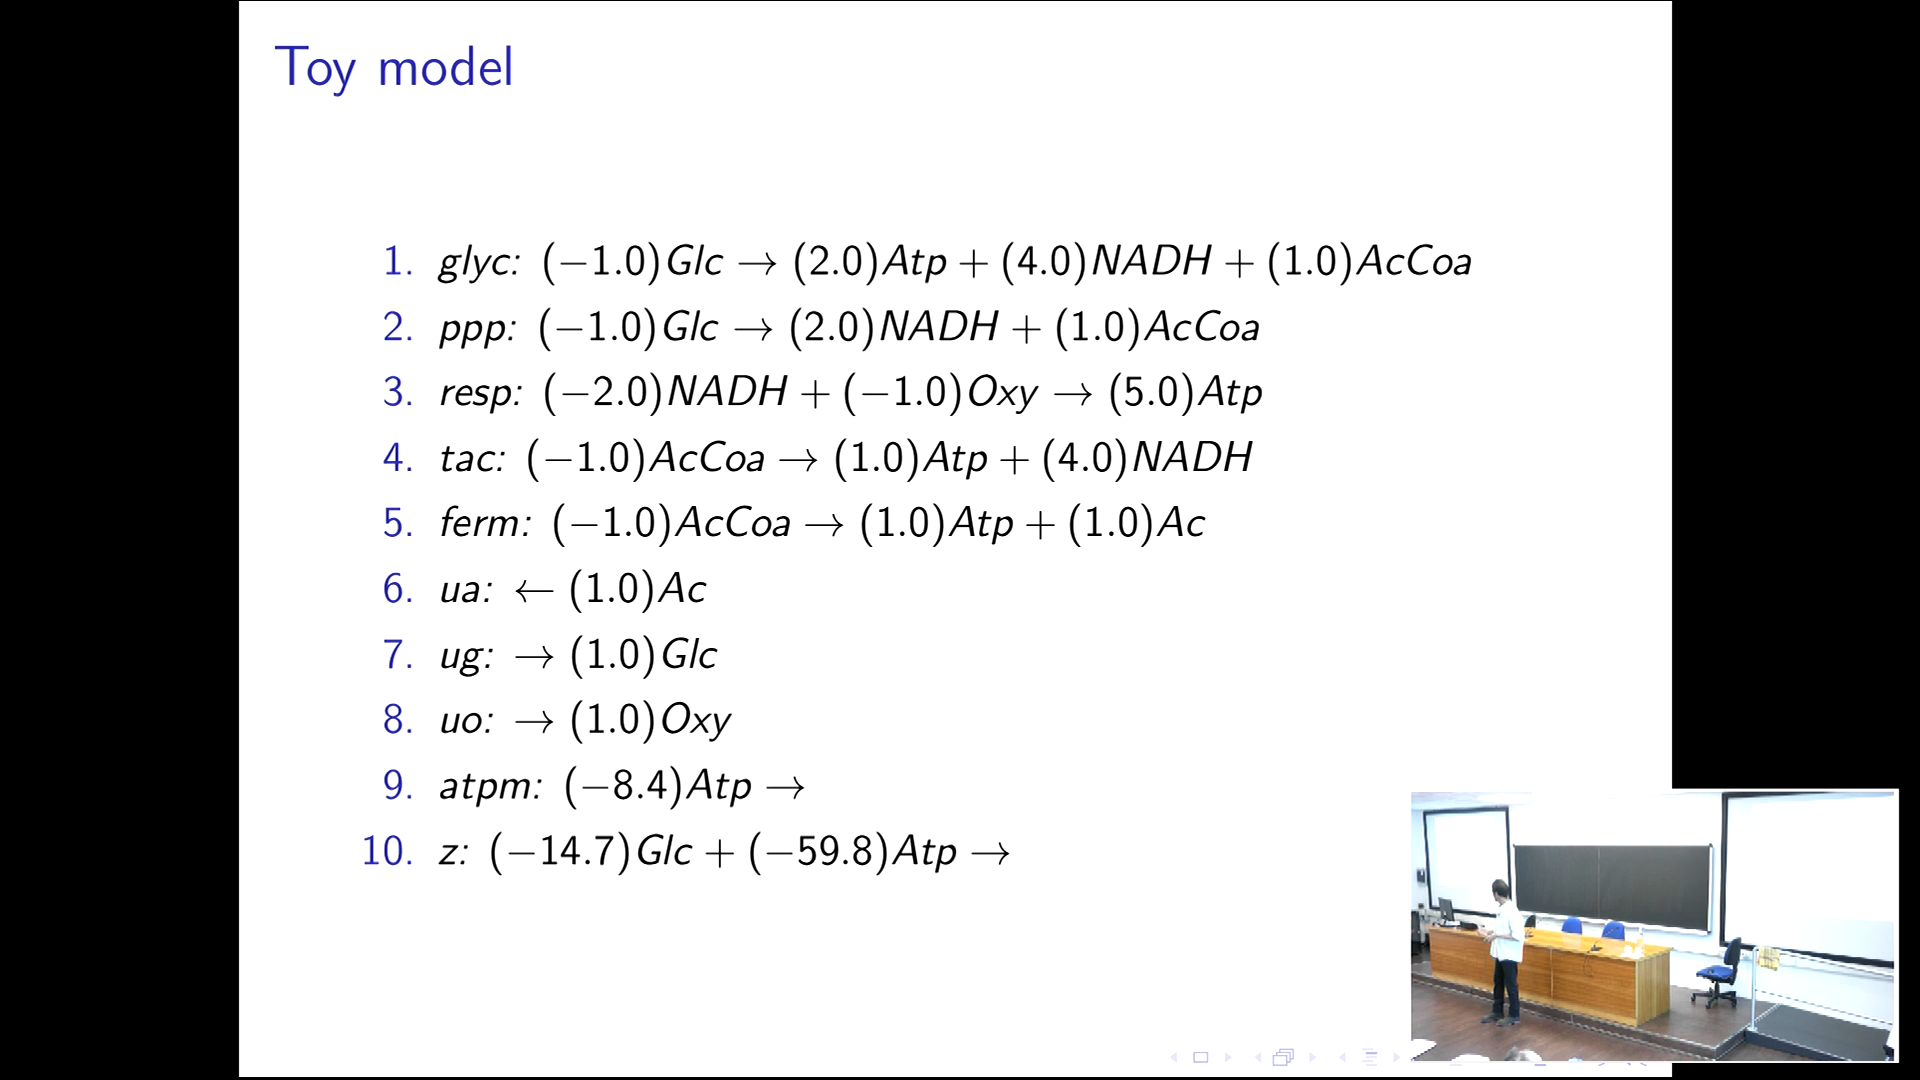 Toy model
1. glyc: (−1.0)Glc → (2.0)Atp + (4.0)NADH + (1.0)AcCoa
2. ppp: (−1.0)Glc → (2.0)NADH + (1.0)AcCoa
3. resp: (−2.0)NADH + (−1.0)Oxy → (5.0)Atp
4. tac: (−1.0)AcCoa → (1.0)Atp + (4.0)NADH
5. ferm: (−1.0)AcCoa → (1.0)Atp + (1.0)Ac
6. ua: ← (1.0)Ac
7. ug: → (1.0)Glc
8. uo: → (1.0)Oxy
9. atpm: (−8.4)Atp →
10. z: (−14.7)Glc + (−59.8)Atp →